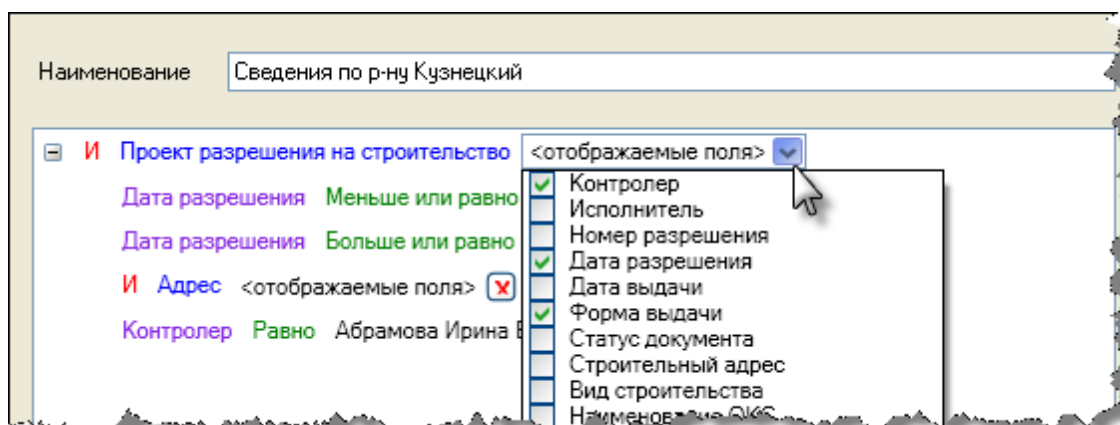 Наименование Сведения по р-ну Кузнецкий
И Проект разрешения на строительство <отображаемые поля>
Дата разрешения Меньше или равно
Дата разрешения Больше или равно
И Адрес <отображаемые поля>
Контролер Равно Абрамова Ирина
Контролер
Исполнитель
Номер разрешения
Дата разрешения
Дата выдачи
Форма выдачи
Статус документа
Строительный адрес
Вид строительства
Наименование ОКС